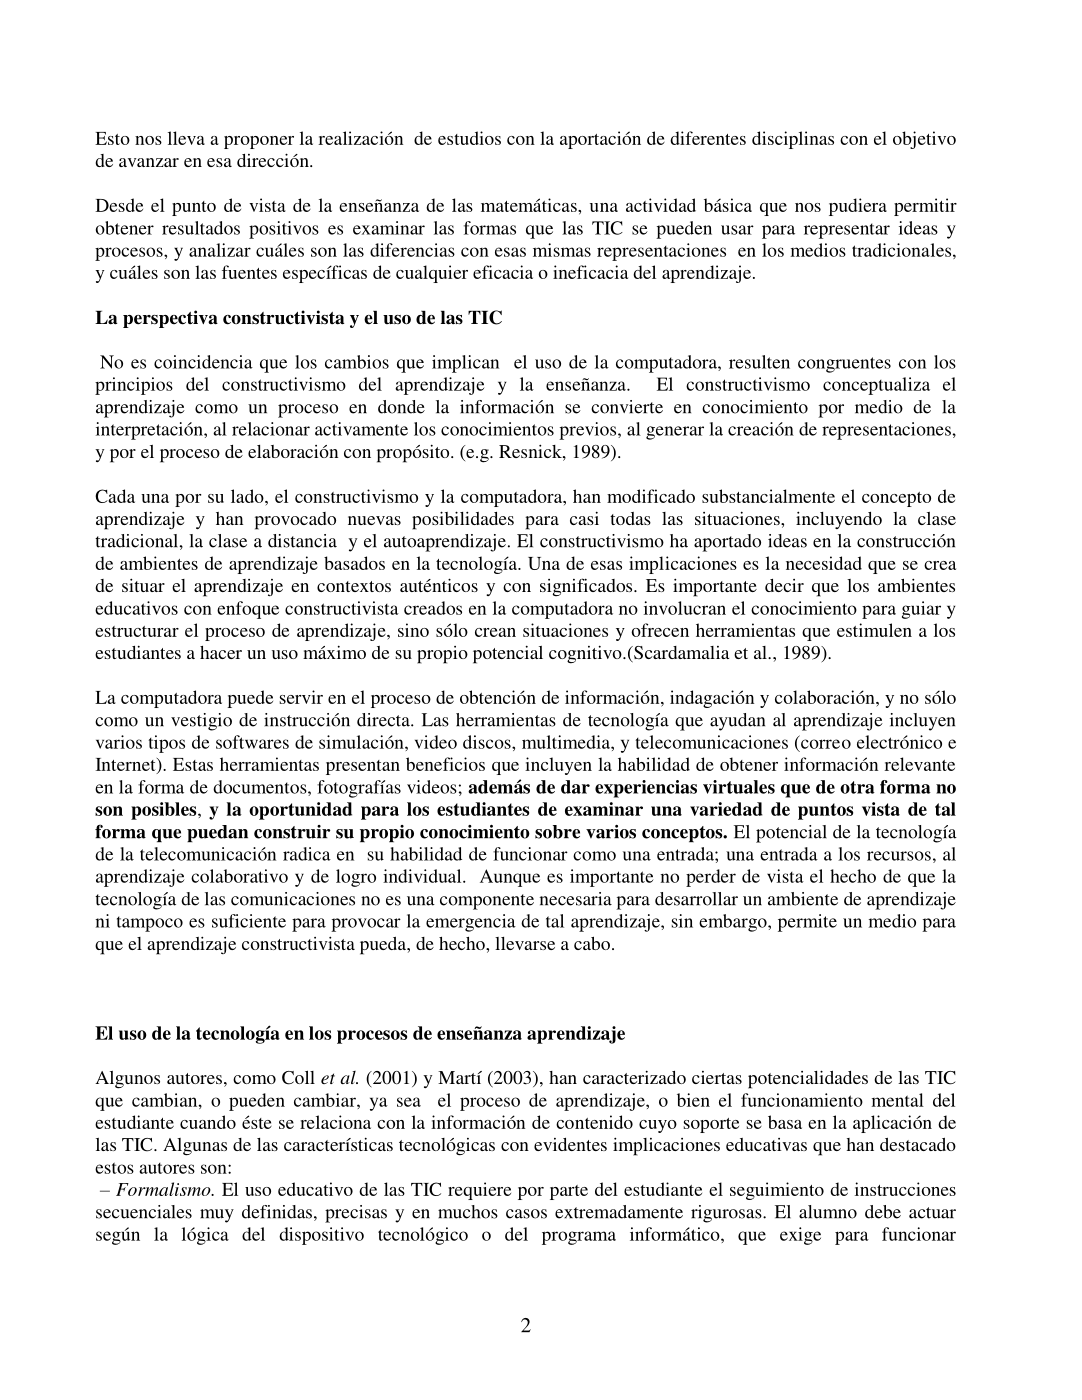 Esto nos lleva a proponer la realización  de estudios con la aportación de diferentes disciplinas con el objetivo
de avanzar en esa dirección.
Desde el punto de vista de la enseñanza de las matemáticas, una actividad básica que nos pudiera permitir
obtener resultados positivos es examinar las formas que las TIC se pueden usar para representar ideas y
procesos, y analizar cuáles son las diferencias con esas mismas representaciones  en los medios tradicionales,
y cuáles son las fuentes específicas de cualquier eficacia o ineficacia del aprendizaje.
La perspectiva constructivista y el uso de las TIC
No es coincidencia que los cambios que implican  el uso de la computadora, resulten congruentes con los
principios del constructivismo del aprendizaje y la enseñanza.  El constructivismo conceptualiza el
aprendizaje como un proceso en donde la información se convierte en conocimiento por medio de la
interpretación, al relacionar activamente los conocimientos previos, al generar la creación de representaciones,
y por el proceso de elaboración con propósito. (e.g. Resnick, 1989).
Cada una por su lado, el constructivismo y la computadora, han modificado substancialmente el concepto de
aprendizaje y han provocado nuevas posibilidades para casi todas las situaciones, incluyendo la clase
tradicional, la clase a distancia  y el autoaprendizaje. El constructivismo ha aportado ideas en la construcción
de ambientes de aprendizaje basados en la tecnología. Una de esas implicaciones es la necesidad que se crea
de situar el aprendizaje en contextos auténticos y con significados. Es importante decir que los ambientes
educativos con enfoque constructivista creados en la computadora no involucran el conocimiento para guiar y
estructurar el proceso de aprendizaje, sino sólo crean situaciones y ofrecen herramientas que estimulen a los
estudiantes a hacer un uso máximo de su propio potencial cognitivo.(Scardamalia et al., 1989).
La computadora puede servir en el proceso de obtención de información, indagación y colaboración, y no sólo
como un vestigio de instrucción directa. Las herramientas de tecnología que ayudan al aprendizaje incluyen
varios tipos de softwares de simulación, video discos, multimedia, y telecomunicaciones (correo electrónico e
Internet). Estas herramientas presentan beneficios que incluyen la habilidad de obtener información relevante
en la forma de documentos, fotografías videos; además de dar experiencias virtuales que de otra forma no
son posibles, y la oportunidad para los estudiantes de examinar una variedad de puntos vista de tal
forma que puedan construir su propio conocimiento sobre varios conceptos. El potencial de la tecnología
de la telecomunicación radica en  su habilidad de funcionar como una entrada; una entrada a los recursos, al
aprendizaje colaborativo y de logro individual.  Aunque es importante no perder de vista el hecho de que la
tecnología de las comunicaciones no es una componente necesaria para desarrollar un ambiente de aprendizaje
ni tampoco es suficiente para provocar la emergencia de tal aprendizaje, sin embargo, permite un medio para
que el aprendizaje constructivista pueda, de hecho, llevarse a cabo.
El uso de la tecnología en los procesos de enseñanza aprendizaje
Algunos autores, como Coll et al. (2001) y Martí (2003), han caracterizado ciertas potencialidades de las TIC
que cambian, o pueden cambiar, ya sea  el proceso de aprendizaje, o bien el funcionamiento mental del
estudiante cuando éste se relaciona con la información de contenido cuyo soporte se basa en la aplicación de
las TIC. Algunas de las características tecnológicas con evidentes implicaciones educativas que han destacado
estos autores son:
– Formalismo. El uso educativo de las TIC requiere por parte del estudiante el seguimiento de instrucciones
secuenciales muy definidas, precisas y en muchos casos extremadamente rigurosas. El alumno debe actuar
según la lógica del dispositivo tecnológico o del programa informático, que exige para funcionar
2